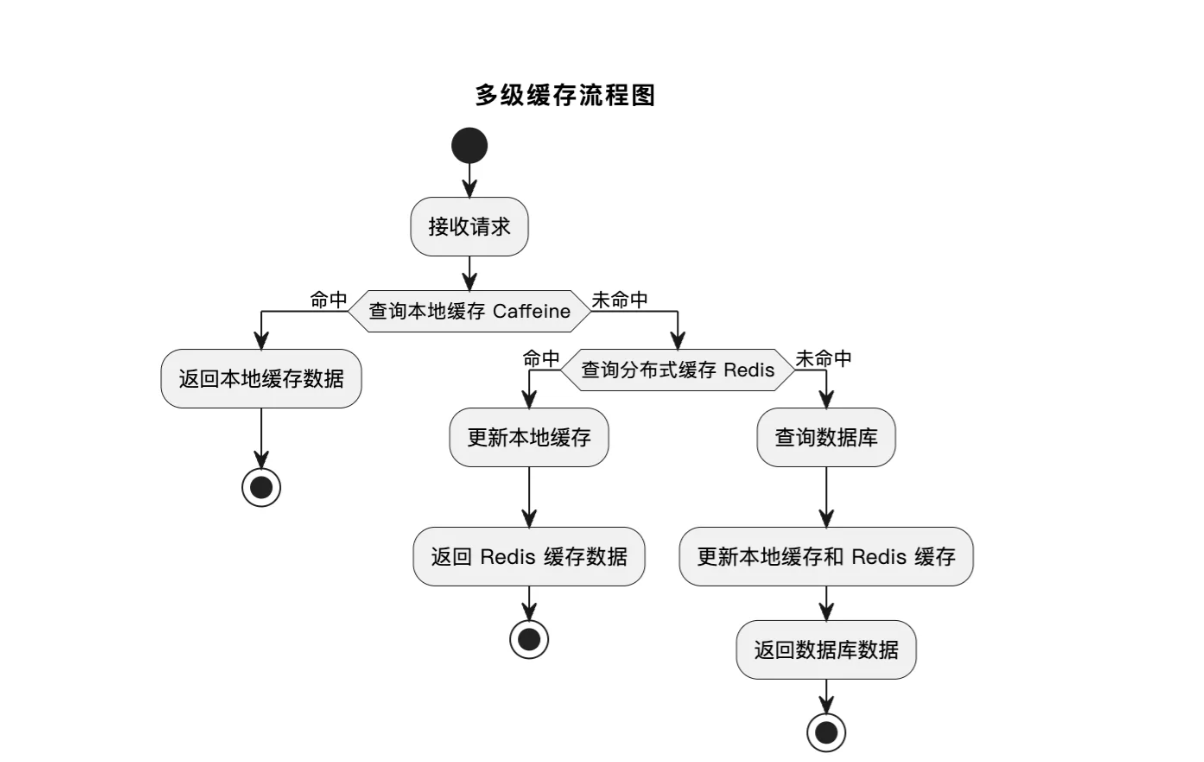 多级缓存流程图
接收请求
命中
查询本地缓存 Caffeine
未命中
返回本地缓存数据
命中
查询分布式缓存 Redis
未命中
更新本地缓存
查询数据库
返回 Redis 缓存数据
更新本地缓存和 Redis 缓存
返回数据库数据